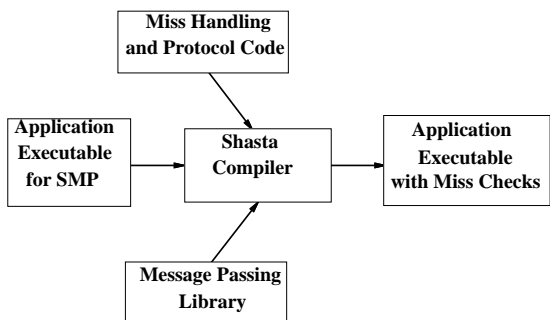 Miss Handling
and Protocol Code
Application
Executable
for SMP
Shasta
Compiler
Application
Executable
with Miss Checks
Message Passing
Library